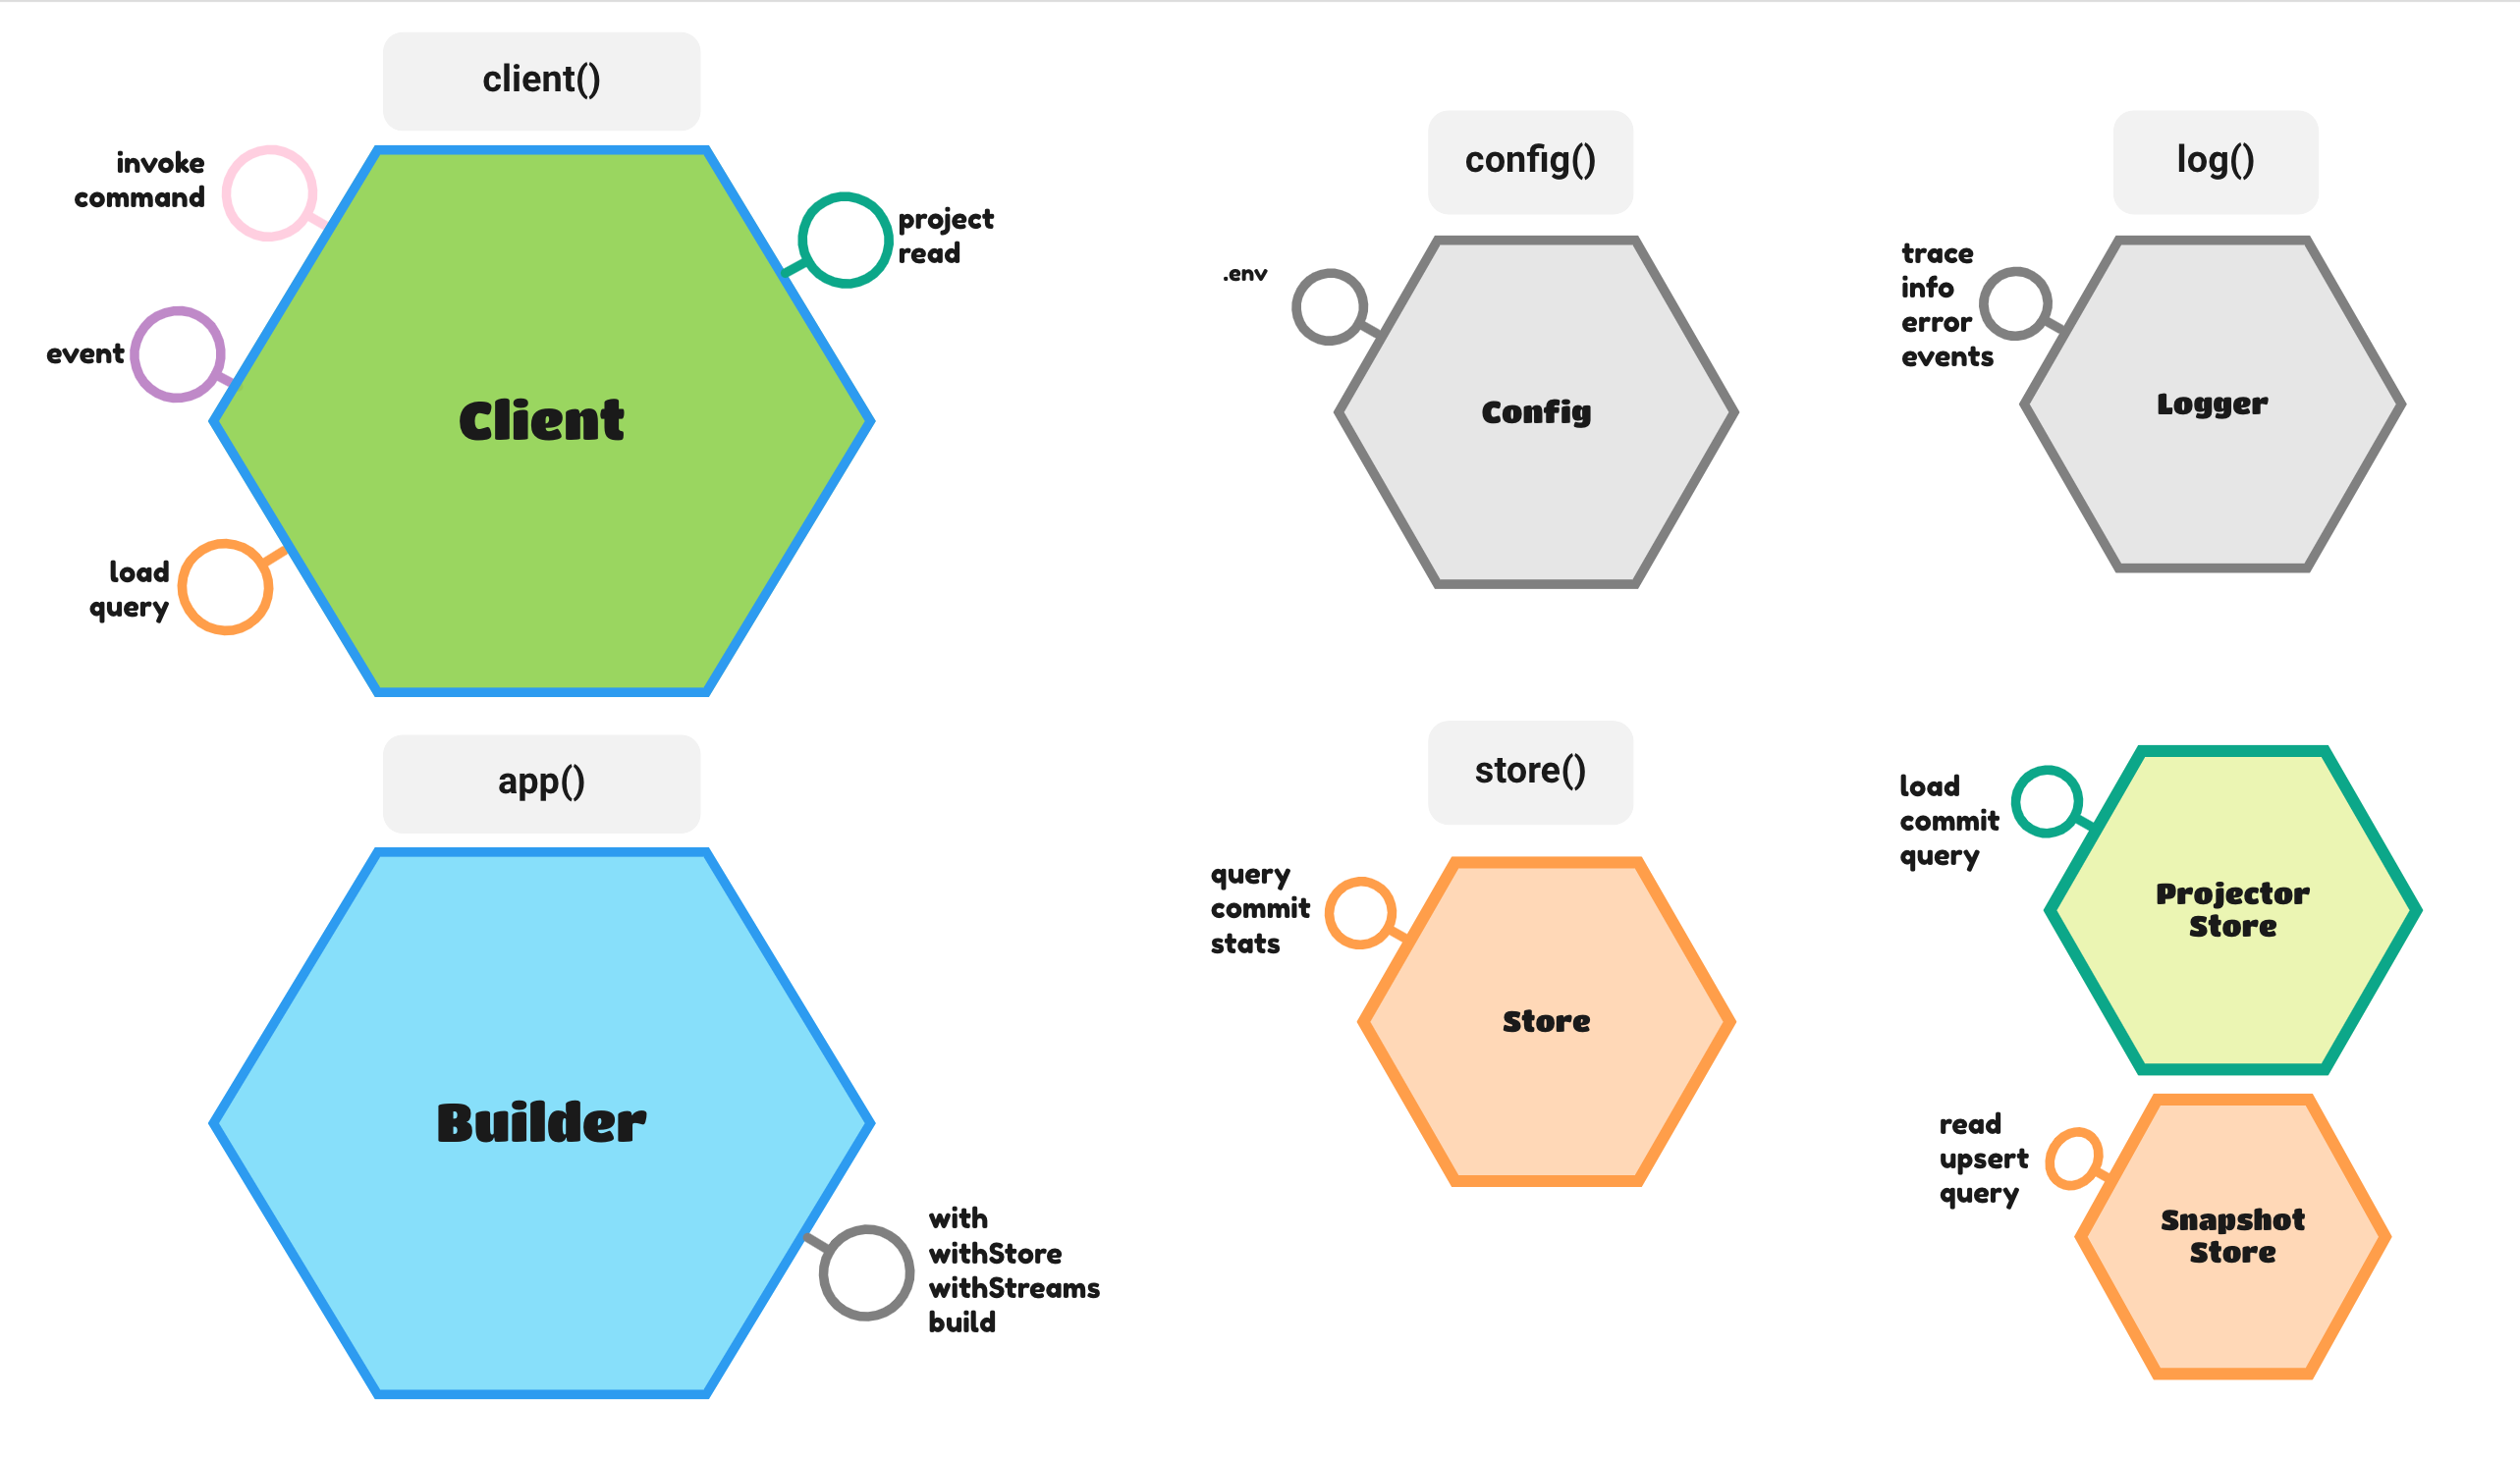 client()
invoke
command
project
read
event
Client
load
query
app()
Builder
with
withStore
withStreams
build
config()
.env
Config
log()
trace
info
error
events
Logger
store()
query
commit
stats
Store
load
commit
query
Projector
Store
read
upsert
query
Snapshot
Store